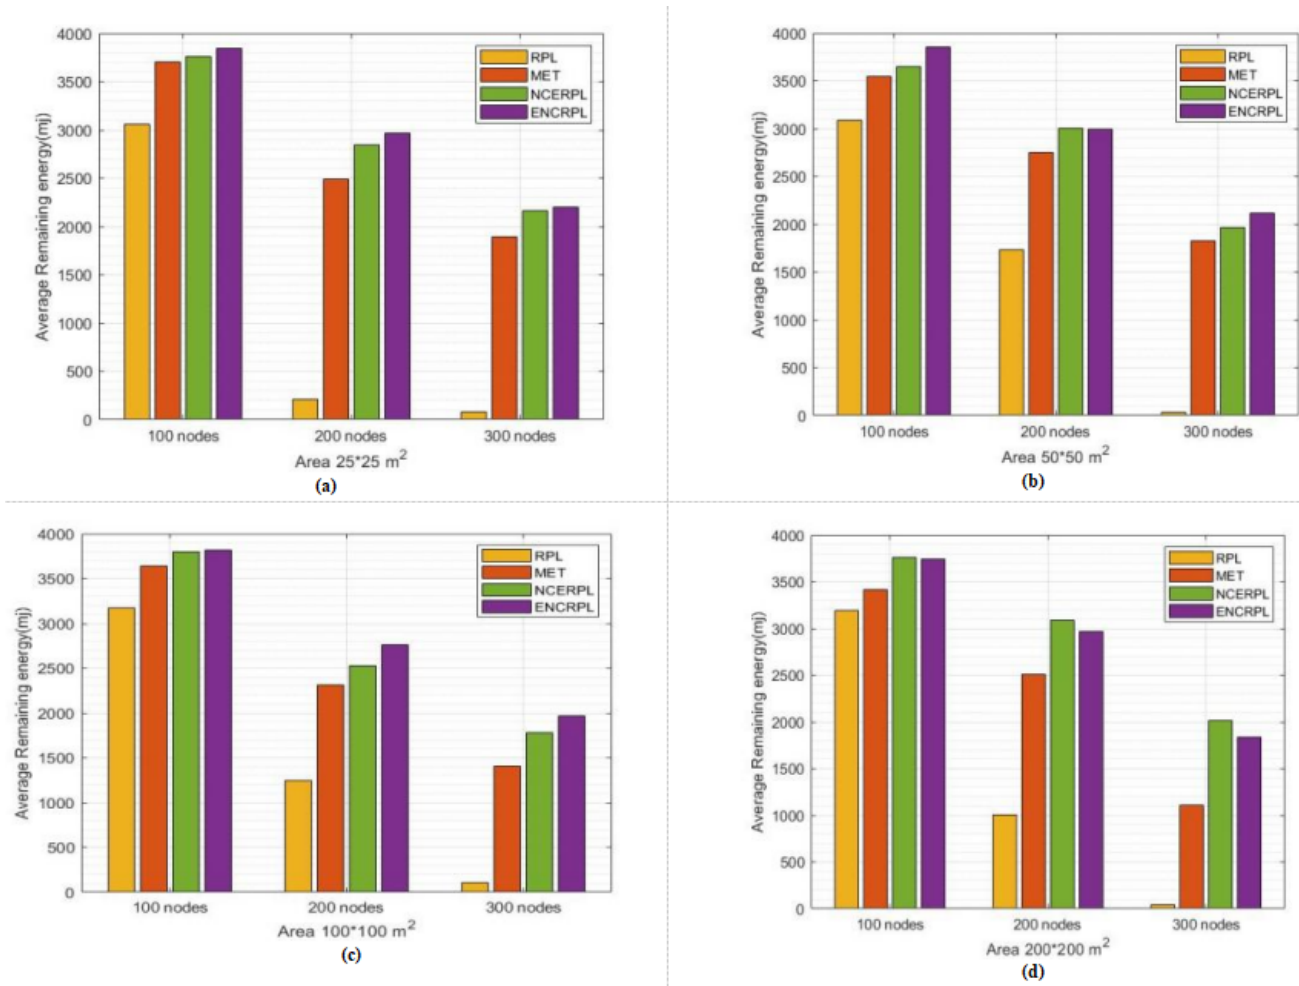 4000
3500
3000
2500
2000
1500
1000
500
0
Average Remaining energy(mj)
RPL
MET
NCERPL
ENCRPL
100 nodes
200 nodes
300 nodes
Area 25*25 m²
(a)
4000
3500
3000
2500
2000
1500
1000
500
0
Average Remaining energy(mj)
RPL
MET
NCERPL
ENCRPL
100 nodes
200 nodes
300 nodes
Area 50*50 m²
(b)
4000
3500
3000
2500
2000
1500
1000
500
0
Average Remaining energy(mj)
RPL
MET
NCERPL
ENCRPL
100 nodes
200 nodes
300 nodes
Area 100*100 m²
(c)
4000
3500
3000
2500
2000
1500
1000
500
0
Average Remaining energy(mj)
RPL
MET
NCERPL
ENCRPL
100 nodes
200 nodes
300 nodes
Area 200*200 m²
(d)